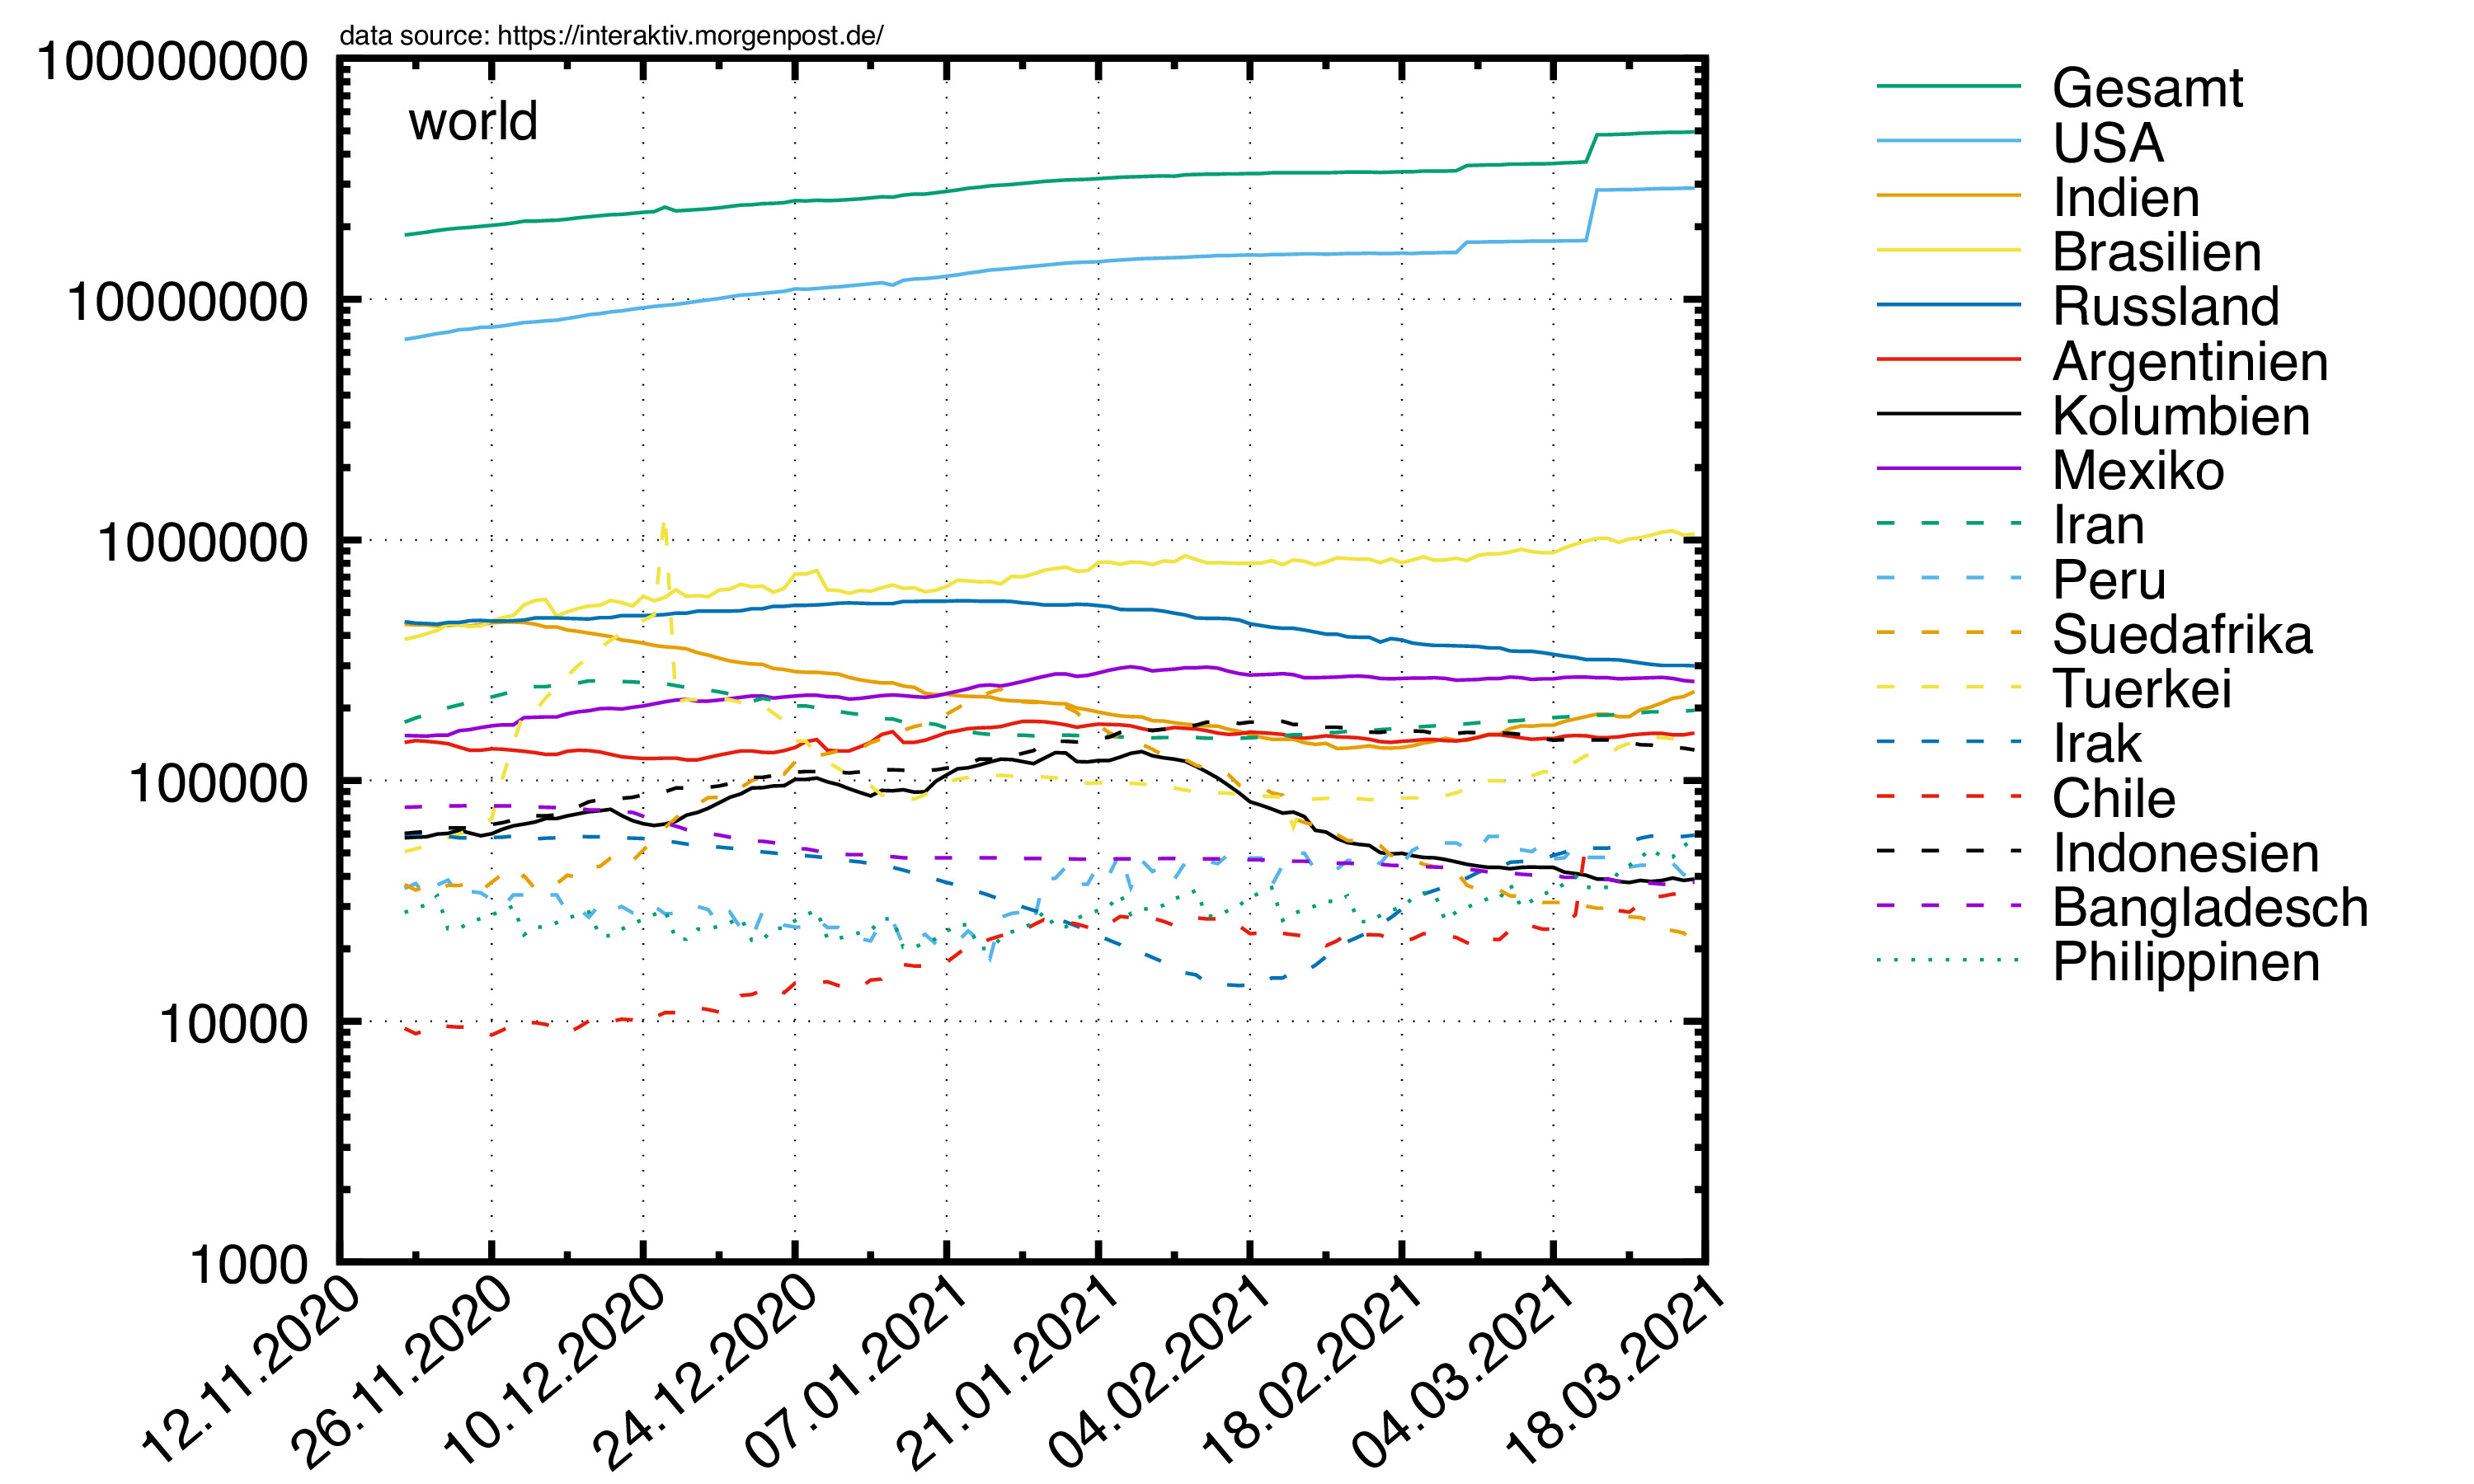 data source: https://interaktiv.morgenpost.de/
100000000
10000000
1000000
100000
10000
1000
world
12.11.2020
26.11.2020
10.12.2020
24.12.2020
07.01.2021
21.01.2021
04.02.2021
18.02.2021
04.03.2021
18.03.2021
Gesamt
USA
Indien
Brasilien
Russland
Argentinien
Kolumbien
Mexiko
Iran
Peru
Suedafrika
Tuerkei
Irak
Chile
Indonesien
Bangladesch
Philippinen